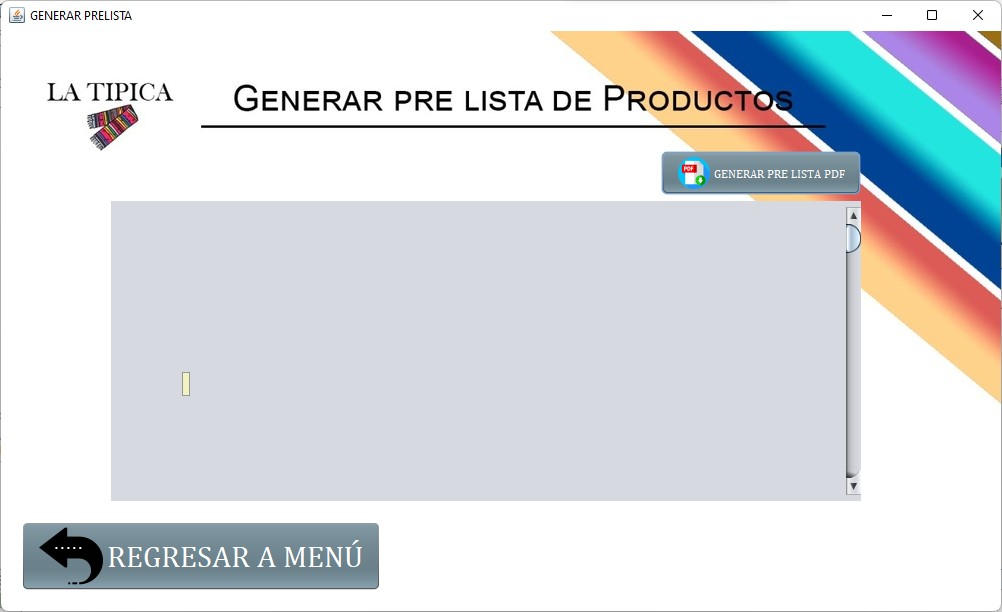 GENERAR PRELISTA
LA TIPICA
GENERAR PRE LISTA DE PRODUCTOS
PDF
GENERAR PRE LISTA PDF
REGRESAR A MENÚ